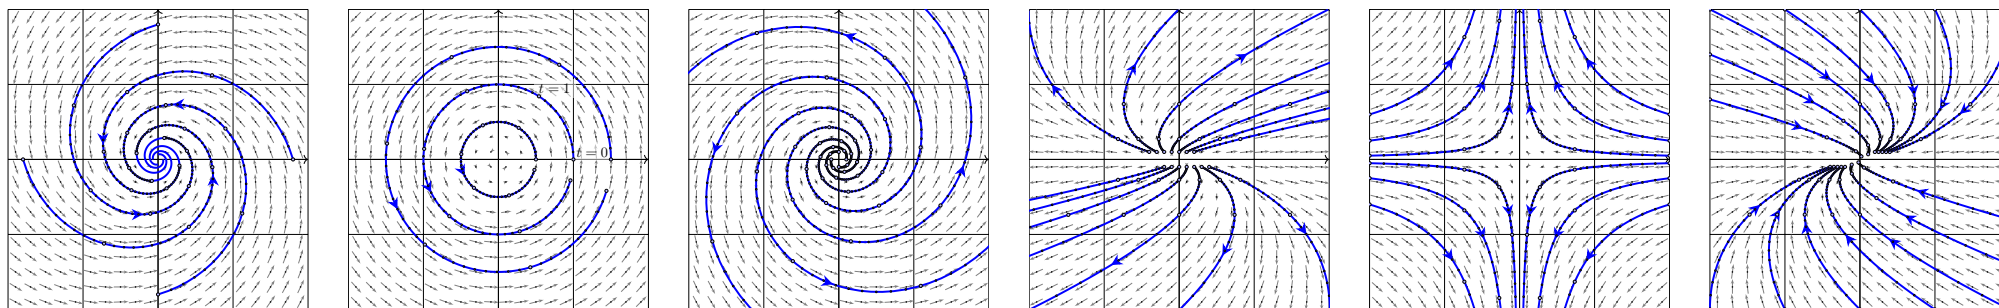 t = 1
t = 0